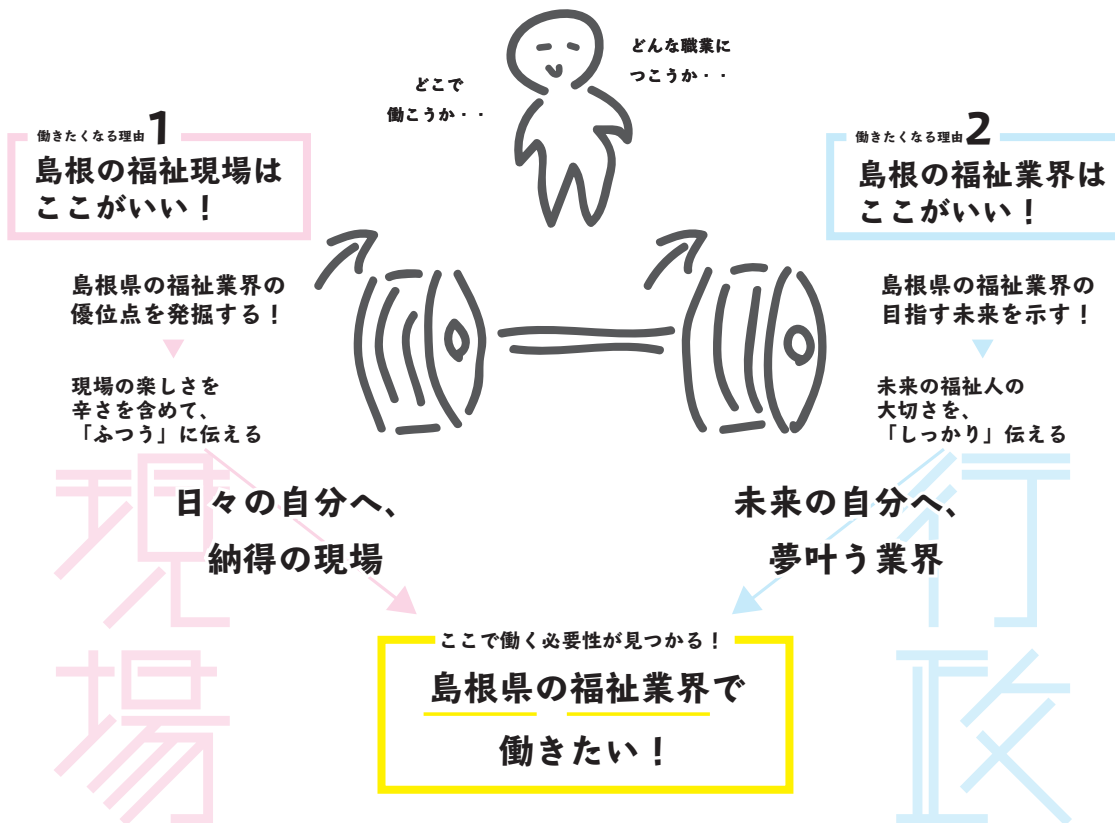 どこで
働こうか・・
どんな職業に
つこうか・・
働きたくなる理由1
島根の福祉現場は
ここがいい！
島根県の福祉業界の
優位点を発掘する！
現場の楽しさを
辛さを含めて、
「ふつう」に伝える
日々の自分へ、
納得の現場
現場
働きたくなる理由2
島根の福祉業界は
ここがいい！
島根県の福祉業界の
目指す未来を示す！
未来の福祉人の
大切さを、
「しっかり」伝える
未来の自分へ、
夢叶う業界
行政
ここで働く必要性が見つかる！
島根県の福祉業界で
働きたい！